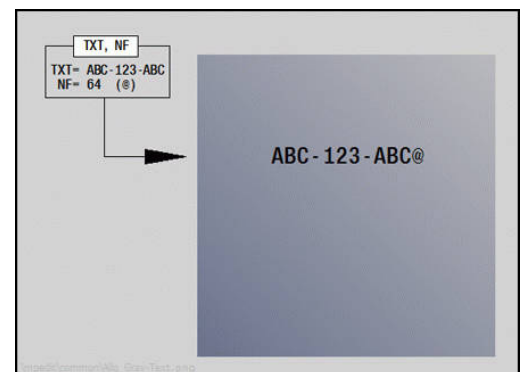 TXT, NF
TXT= ABC-123-ABC
NF= 64 (@)
ABC-123-ABC@